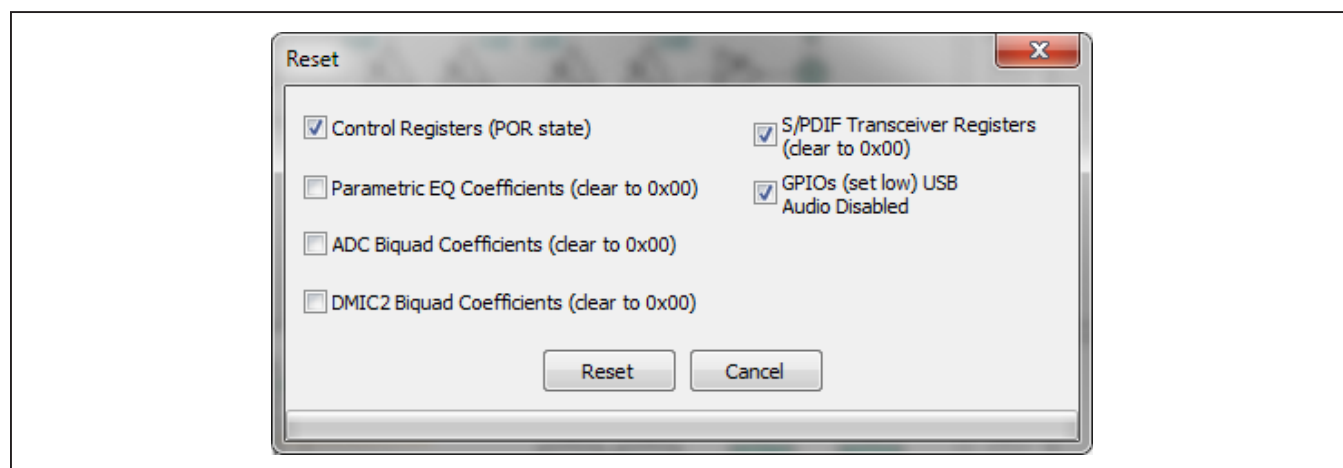 Reset
Control Registers (POR state)
Parametric EQ Coefficients (clear to 0x00)
ADC Biquad Coefficients (clear to 0x00)
DMIC2 Biquad Coefficients (clear to 0x00)
S/PDIF Transceiver Registers
(clear to 0x00)
GPIOs (set low) USB
Audio Disabled
Reset
Cancel